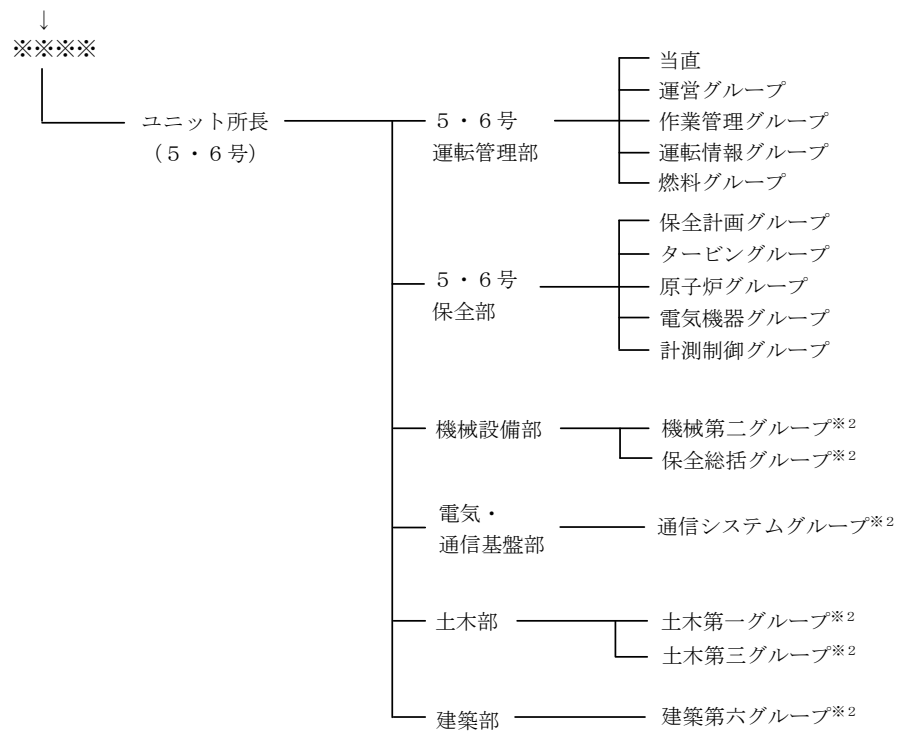 ↓
※※※※
ユニット所長
(5・6号)
5・6号
運転管理部
当直
運営グループ
作業管理グループ
運転情報グループ
燃料グループ
5・6号
保全部
保全計画グループ
タービングループ
原子炉グループ
電気機器グループ
計測制御グループ
機械設備部
機械第二グループ※2
保全総括グループ※2
電気・
通信基盤部
通信システムグループ※2
土木部
土木第一グループ※2
土木第三グループ※2
建築部
建築第六グループ※2